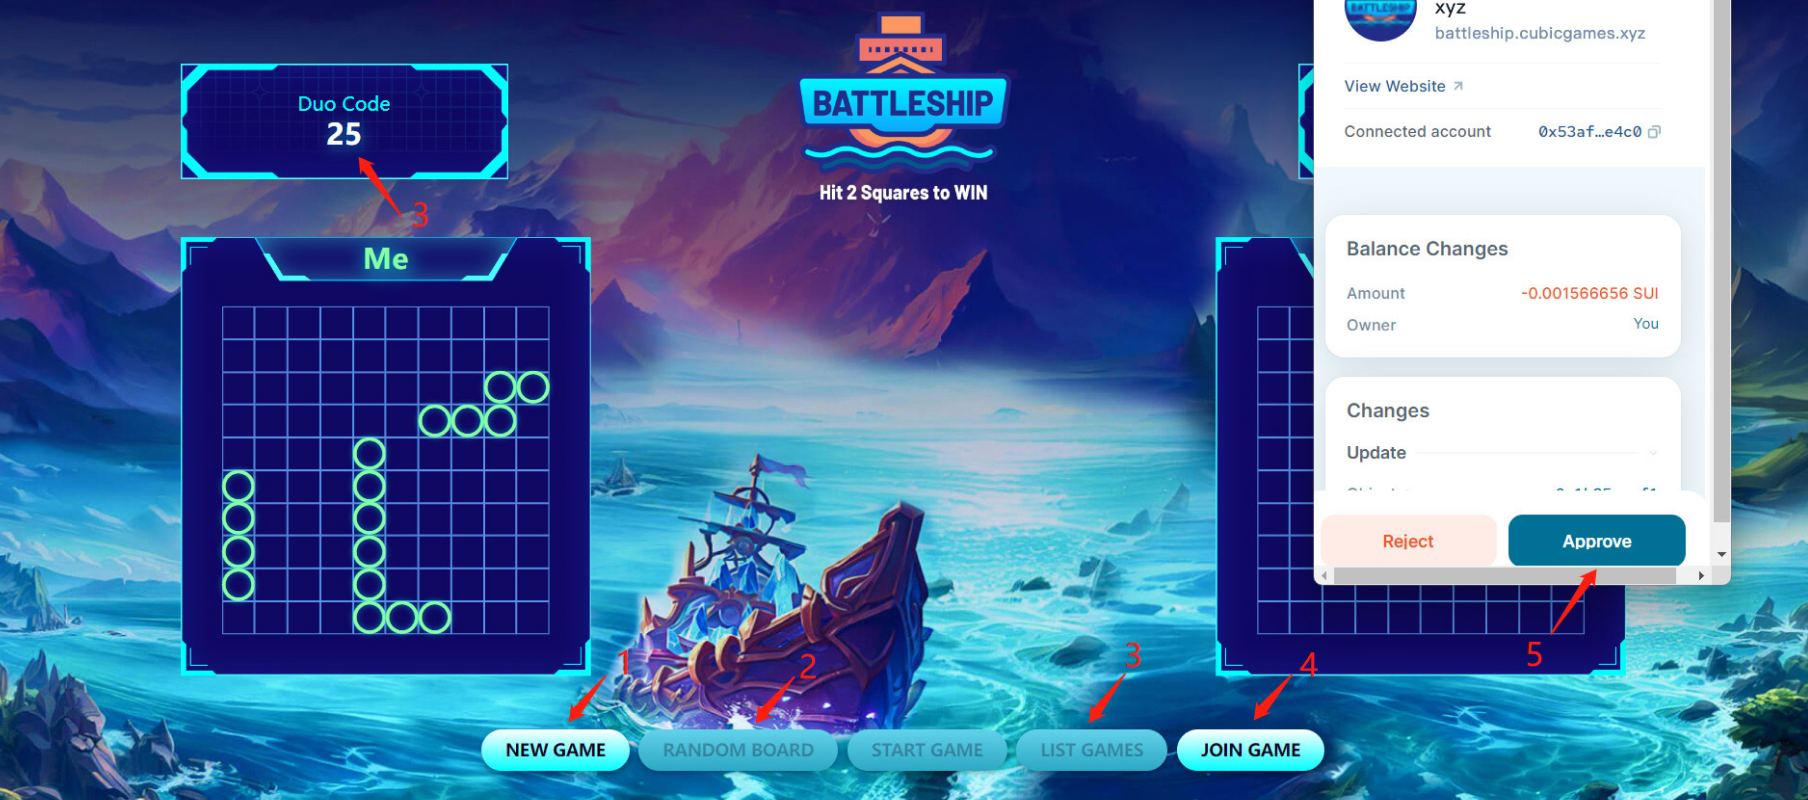 Duo Code
25
3
BATTLESHIP
Hit 2 Squares to WIN
Me
BATTLESHIP
xyz
battleship.cubicgames.xyz
View Website
Connected account 0x53af…e4c0
Balance Changes
Amount -0.001566656 SUI
Owner You
Changes
Update
Reject Approve
1
2
3
4
5
NEW GAME RANDOM BOARD START GAME LIST GAMES JOIN GAME